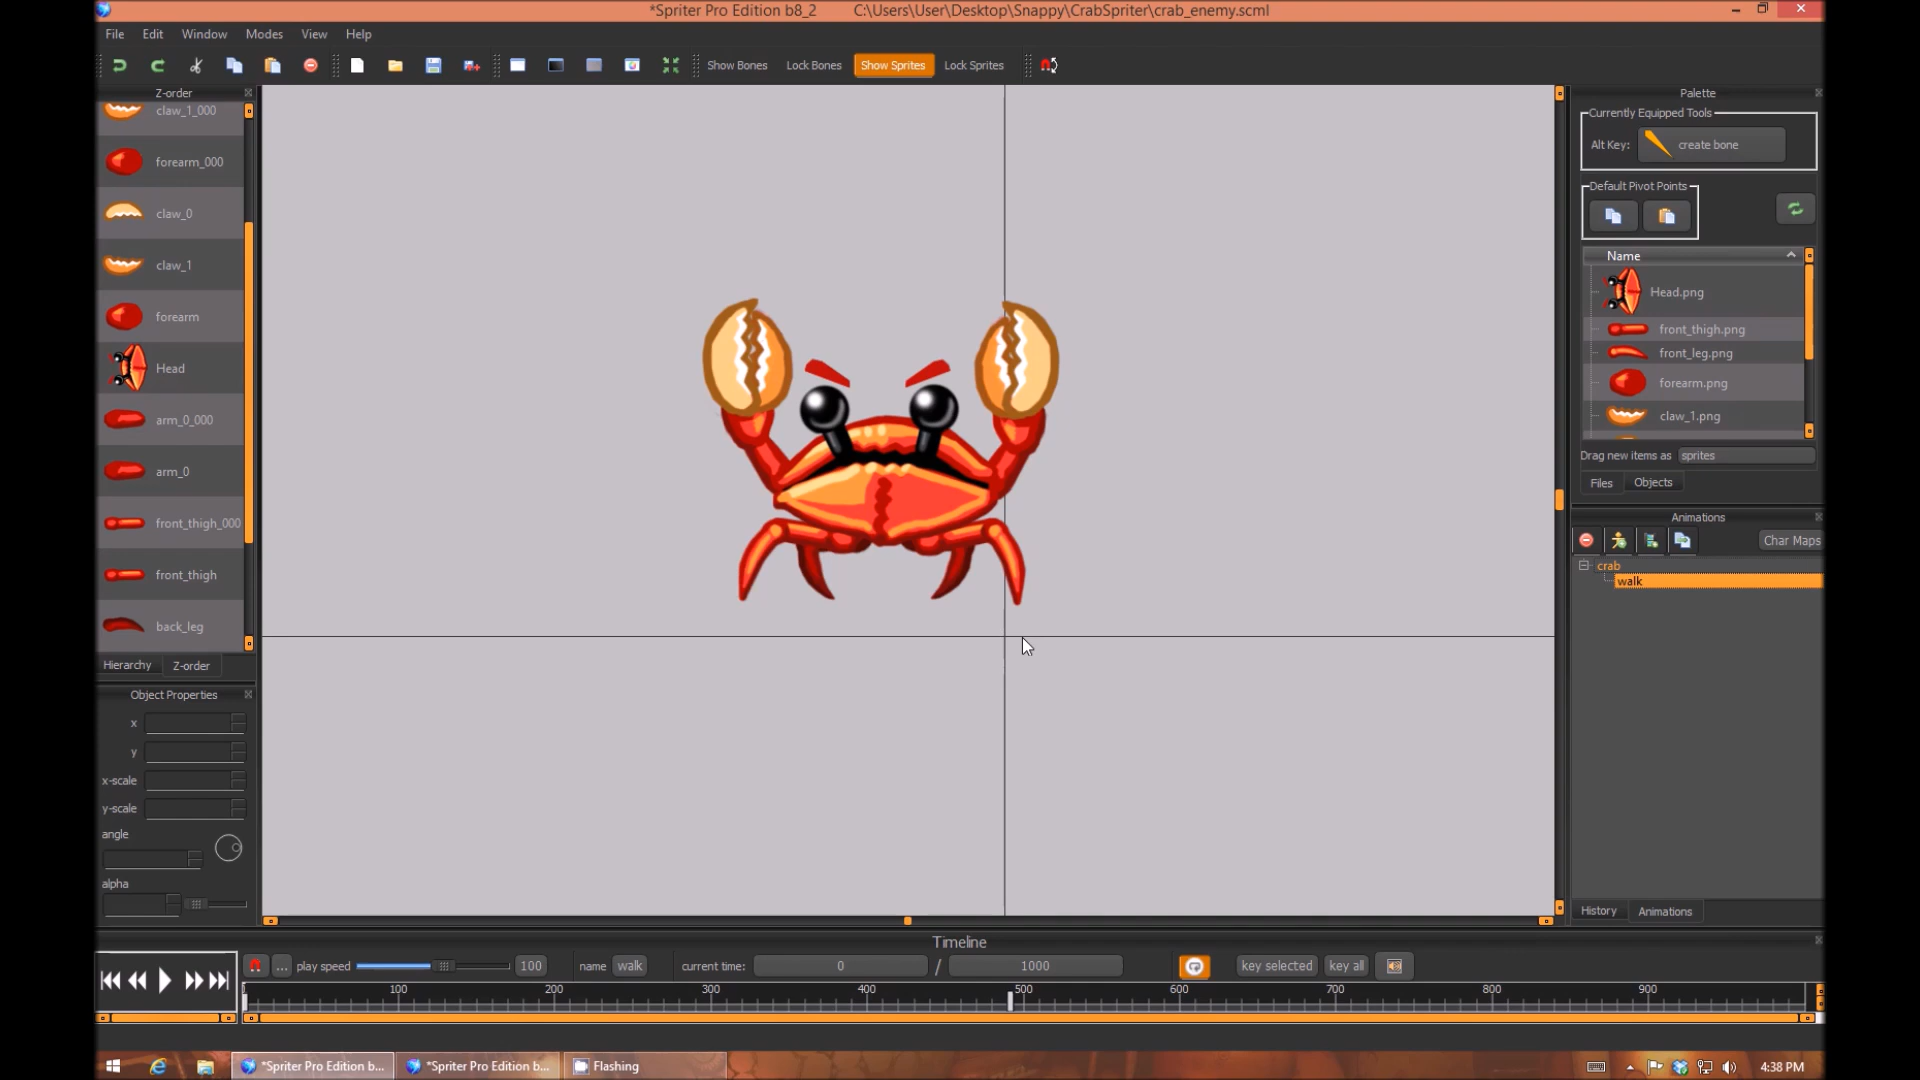 *Spriter Pro Edition b8_2 C:\Users\User\Desktop\Snappy\CrabSpriter\crab_enemy.scml
File Edit Window Modes View Help
Show Bones Lock Bones Show Sprites Lock Sprites
Z-order
claw_1_000
forearm_000
claw_0
claw_1
forearm
Head
arm_0_000
arm_0
front_thigh_000
front_thigh
back_leg
Hierarchy Z-order
Object Properties
x
y
x-scale
y-scale
angle
alpha
Palette
Currently Equipped Tools
Alt Key: create bone
Default Pivot Points
Name
Head.png
front_thigh.png
front_leg.png
forearm.png
claw_1.png
Drag new items as sprites
Files Objects
Animations
Char Maps
crab
walk
History Animations
Timeline
... play speed 100 name walk current time: 0 / 1000 key selected key all
100 200 300 400 500 600 700 800 900
*Spriter Pro Edition b... *Spriter Pro Edition b... Flashing 4:38 PM